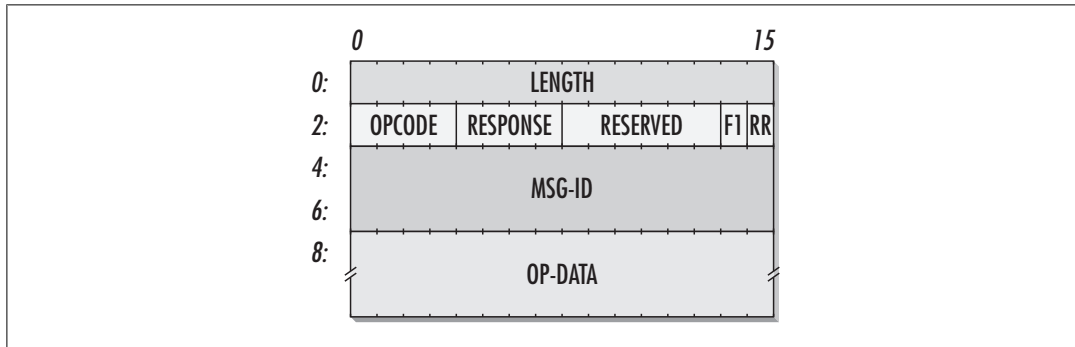 0 15
0: LENGTH
2: OPCODE RESPONSE RESERVED F1 RR
4:
MSG-ID
6:
8:
OP-DATA